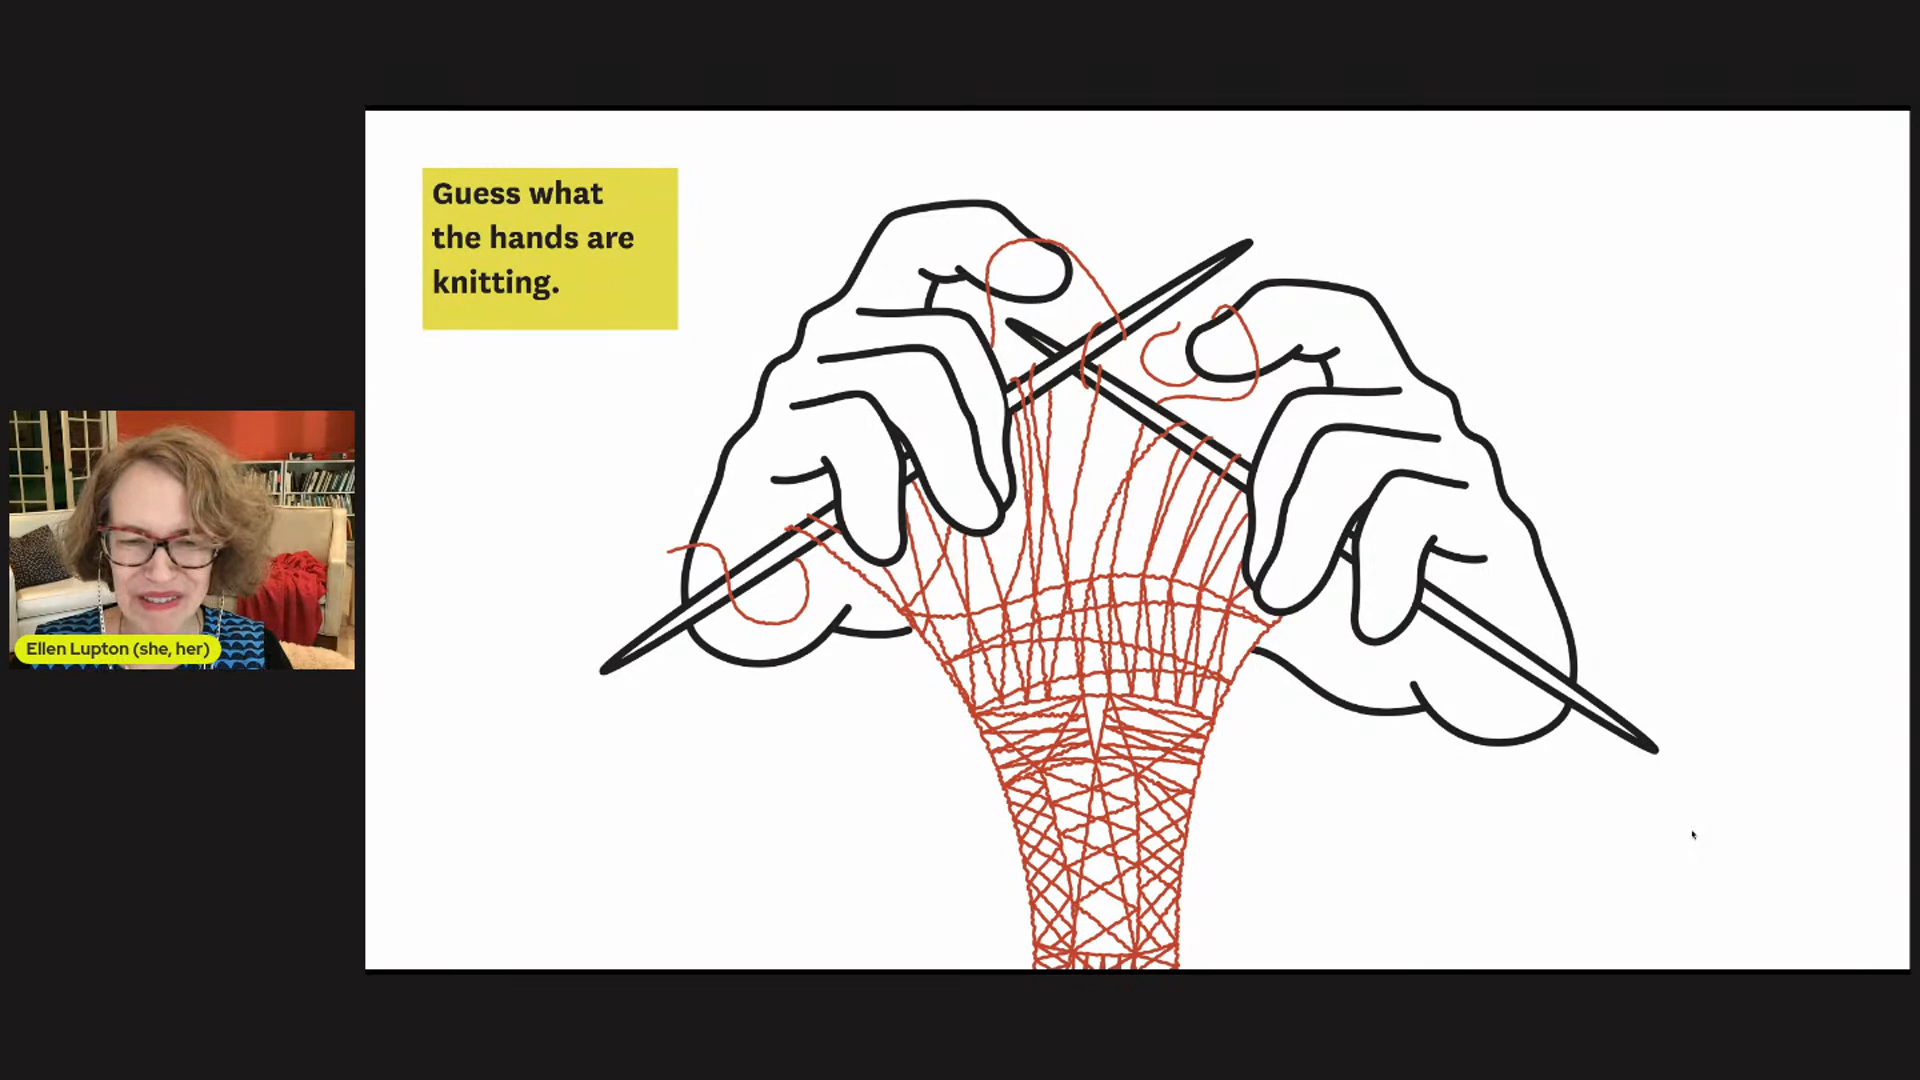 Guess what
the hands are
knitting.
Ellen Lupton (she, her)